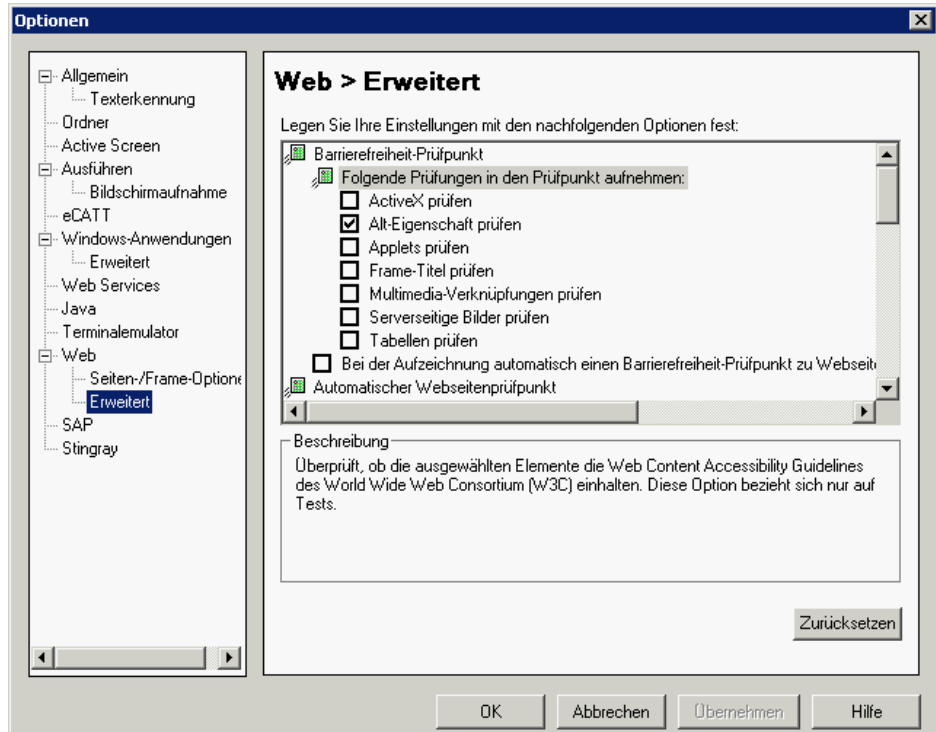 Optionen
Allgemein
Texterkennung
Ordner
Active Screen
Ausführen
Bildschirmaufnahme
eCATT
Windows-Anwendungen
Erweitert
Web Services
Java
Terminalemulator
Web
Seiten-/Frame-Optione
Erweitert
SAP
Stingray
Web > Erweitert
Legen Sie Ihre Einstellungen mit den nachfolgenden Optionen fest:
Barrierefreiheit-Prüfpunkt
Folgende Prüfungen in den Prüfpunkt aufnehmen:
ActiveX prüfen
Alt-Eigenschaft prüfen
Applets prüfen
Frame-Titel prüfen
Multimedia-Verknüpfungen prüfen
Serverseitige Bilder prüfen
Tabellen prüfen
Bei der Aufzeichnung automatisch einen Barrierefreiheit-Prüfpunkt zu Webseite
Automatischer Webseitenprüfpunkt
Beschreibung
Überprüft, ob die ausgewählten Elemente die Web Content Accessibility Guidelines
des World Wide Web Consortium (W3C) einhalten. Diese Option bezieht sich nur auf
Tests.
Zurücksetzen
OK
Abbrechen
Übernehmen
Hilfe